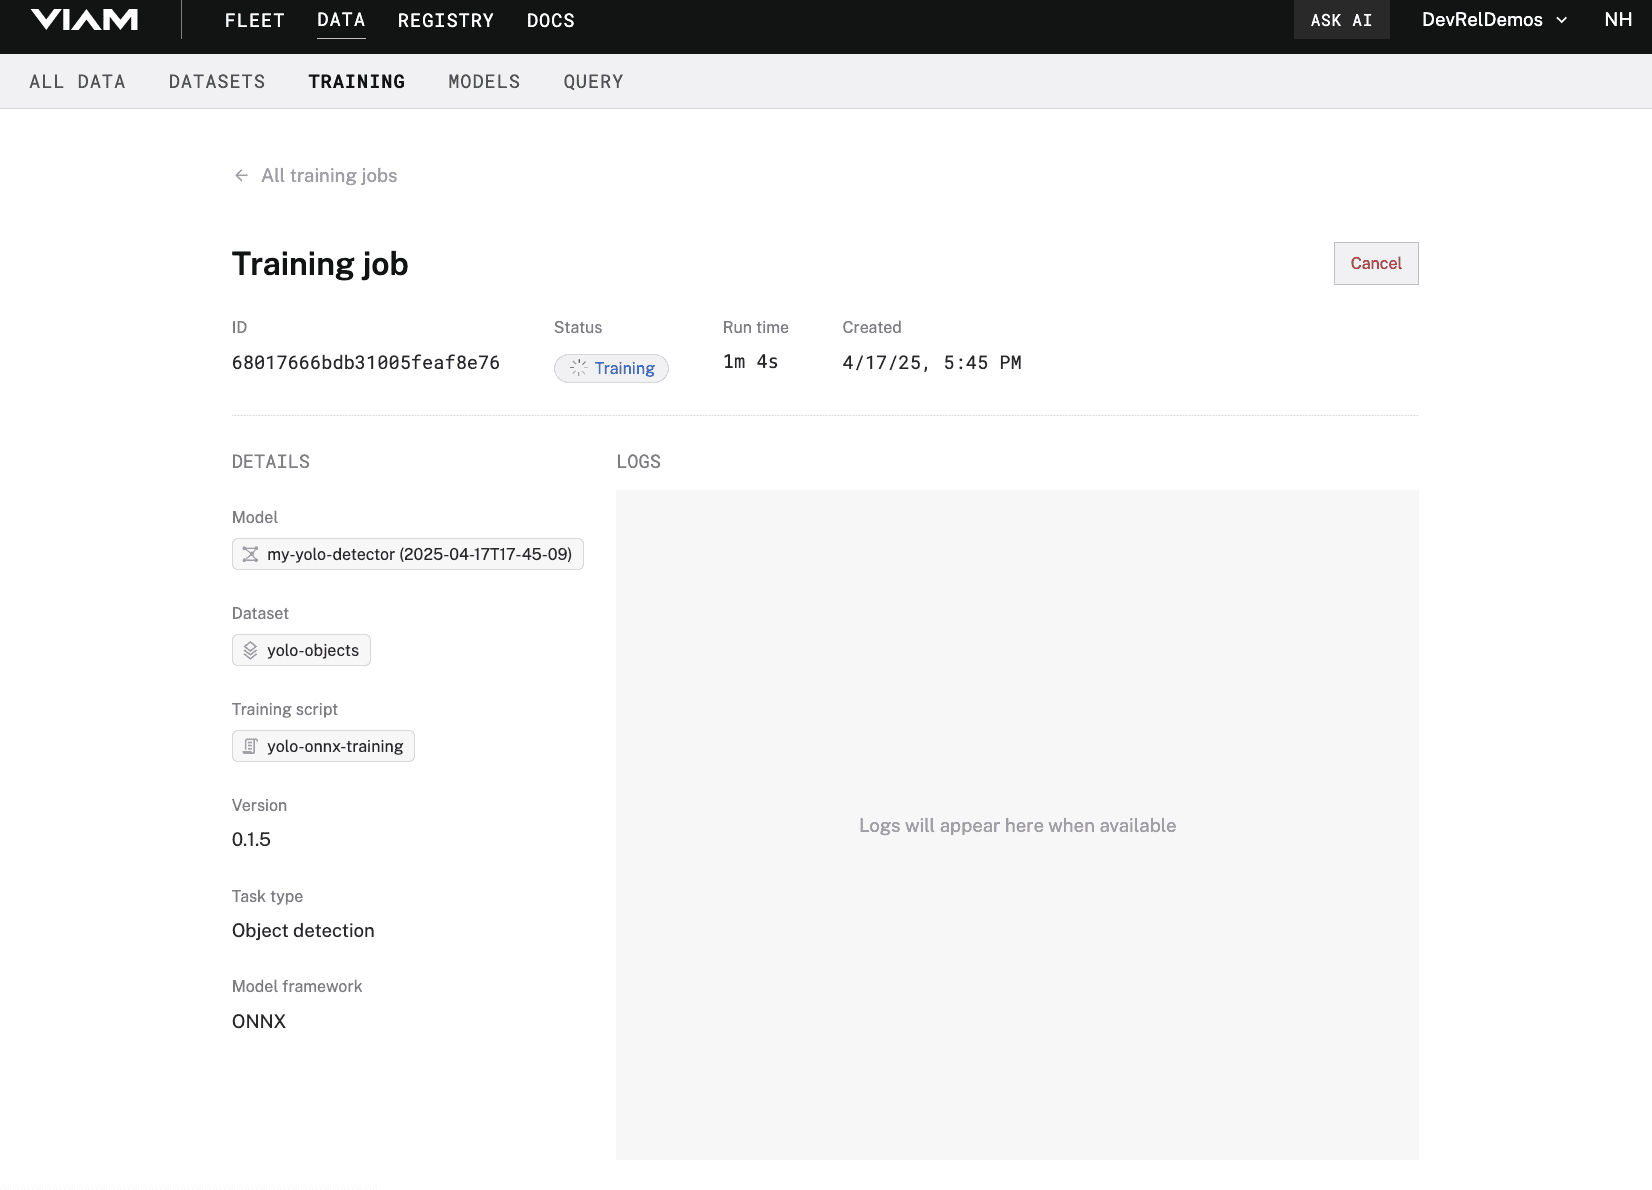 VIAM
FLEET DATA REGISTRY DOCS
ASK AI
DevRelDemos
NH
ALL DATA DATASETS TRAINING MODELS QUERY
← All training jobs
Training job
Cancel
ID Status Run time Created
68017666bdb31005feaf8e76 Training 1m 4s 4/17/25, 5:45 PM
DETAILS
Model
my-yolo-detector (2025-04-17T17-45-09)
Dataset
yolo-objects
Training script
yolo-onnx-training
Version
0.1.5
Task type
Object detection
Model framework
ONNX
LOGS
Logs will appear here when available